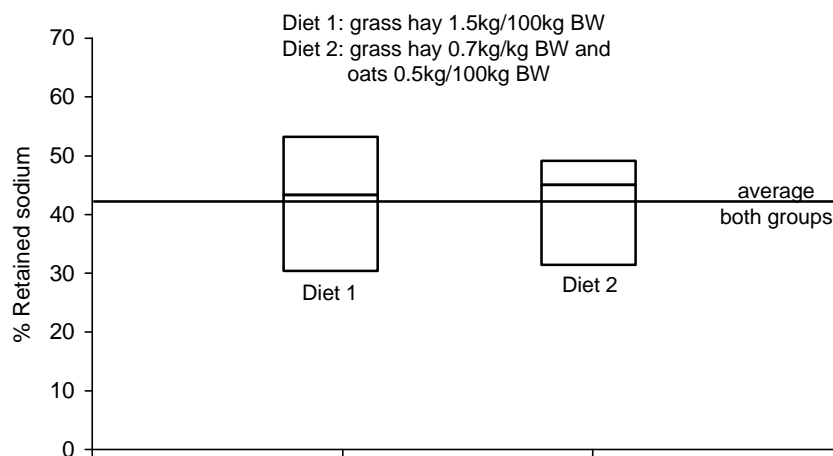 Diet 1: grass hay 1.5kg/100kg BW
Diet 2: grass hay 0.7kg/kg BW and
oats 0.5kg/100kg BW
% Retained sodium
70
60
50
40
30
20
10
0
average
both groups
Diet 1
Diet 2